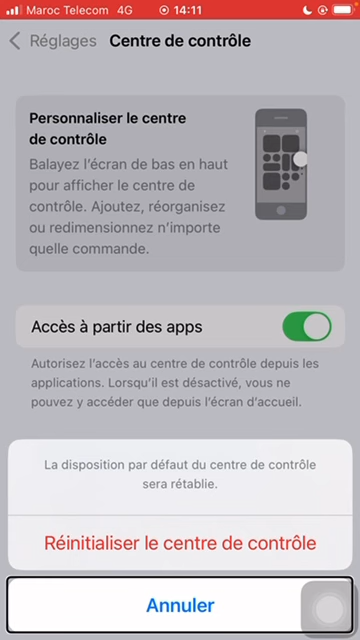 Maroc Telecom 4G 14:11
Réglages Centre de contrôle
Personnaliser le centre
de contrôle
Balayez l'écran de bas en haut
pour afficher le centre de
contrôle. Ajoutez, réorganisez
ou redimensionnez n'importe
quelle commande.
Accès à partir des apps
Autorisez l'accès au centre de contrôle depuis les
applications. Lorsqu'il est désactivé, vous ne
pouvez y accéder que depuis l'écran d'accueil.
La disposition par défaut du centre de contrôle
sera rétablie.
Réinitialiser le centre de contrôle
Annuler